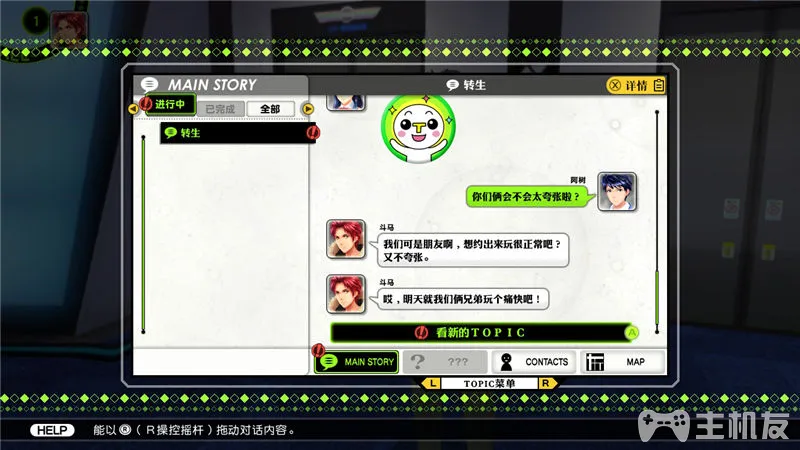 1
MAIN STORY
转生
详情
进行中
已完成
全部
转生
阿树
你们俩会不会太夸张啦？
斗马
我们可是朋友啊，想约出来玩很正常吧？
又不夸张。
斗马
哎，明天就我们俩兄弟玩个痛快吧！
看新的TOPIC
A
MAIN STORY
? ???
CONTACTS
MAP
L
TOPIC菜单
R
HELP
能以R（R操控摇杆）拖动对话内容。
主机友